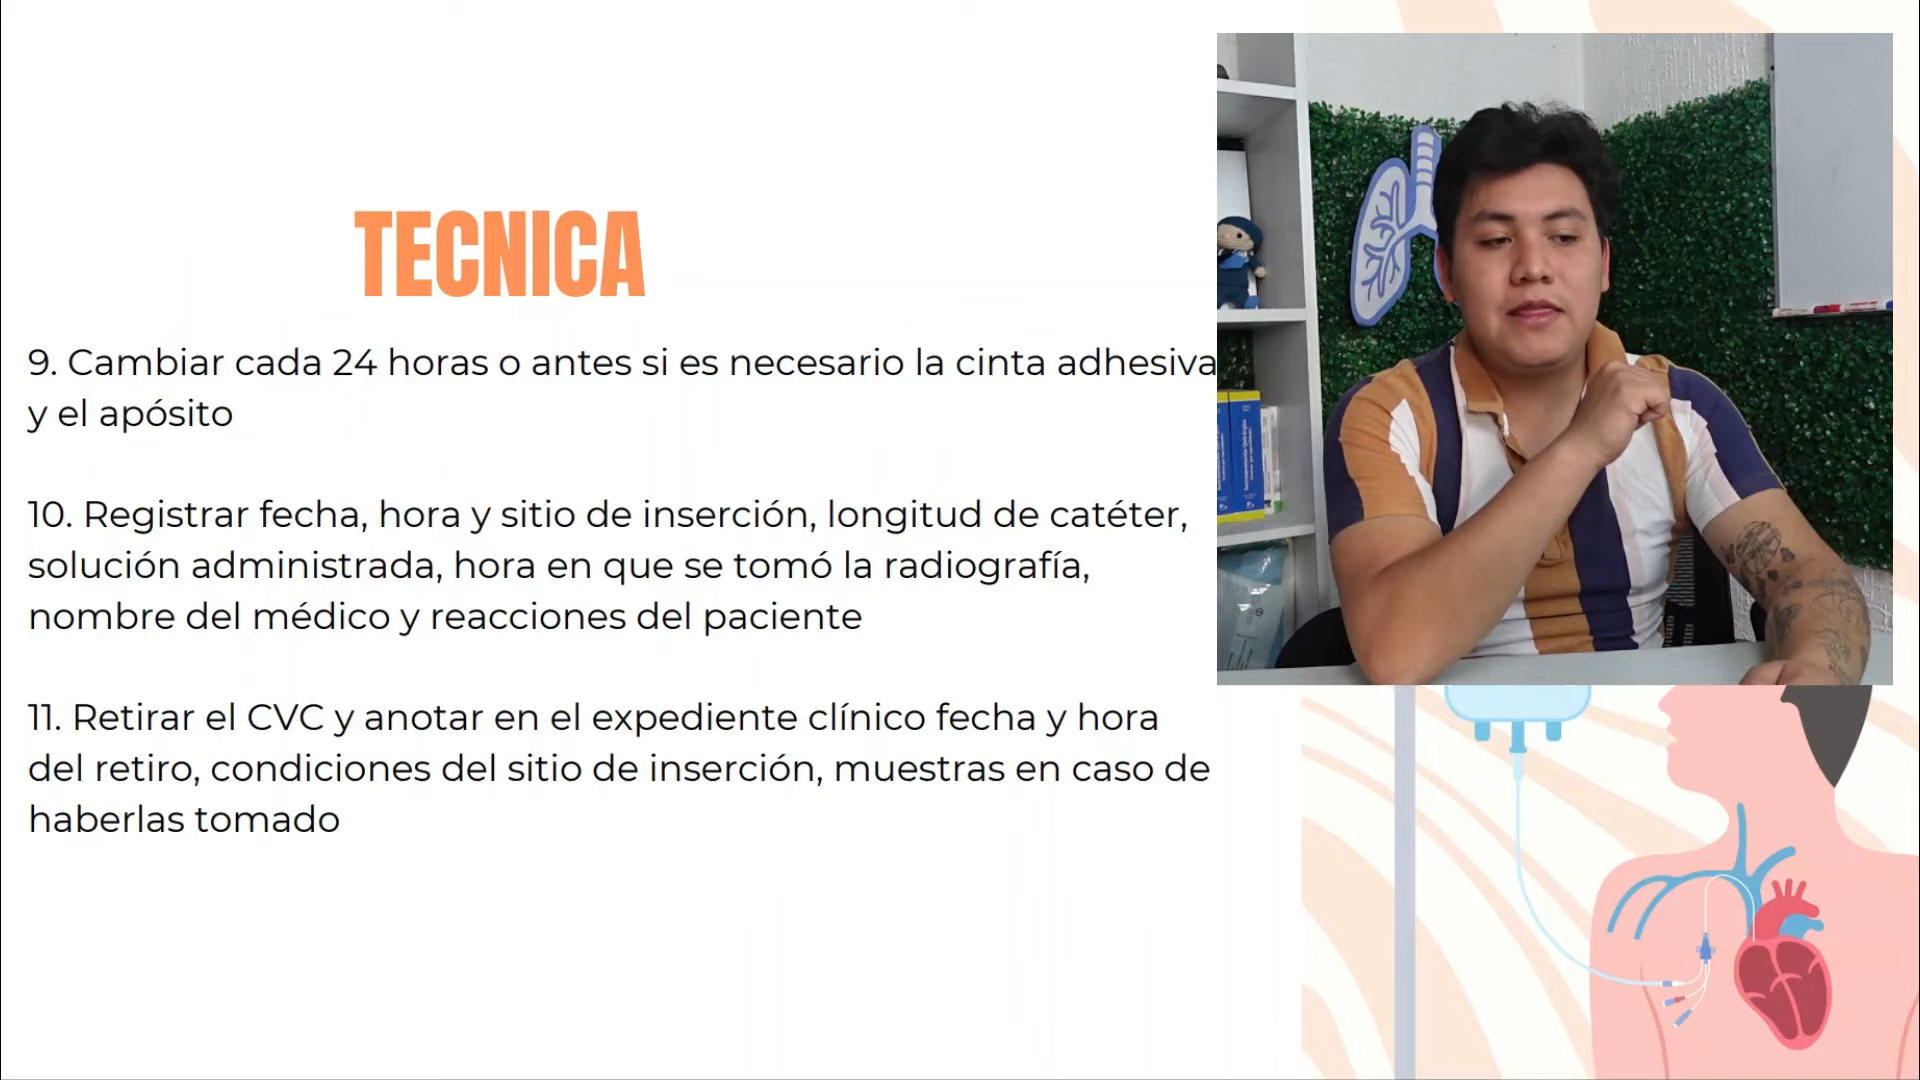 TECNICA
9. Cambiar cada 24 horas o antes si es necesario la cinta adhesiva
y el apósito
10. Registrar fecha, hora y sitio de inserción, longitud de catéter,
solución administrada, hora en que se tomó la radiografía,
nombre del médico y reacciones del paciente
11. Retirar el CVC y anotar en el expediente clínico fecha y hora
del retiro, condiciones del sitio de inserción, muestras en caso de
haberlas tomado